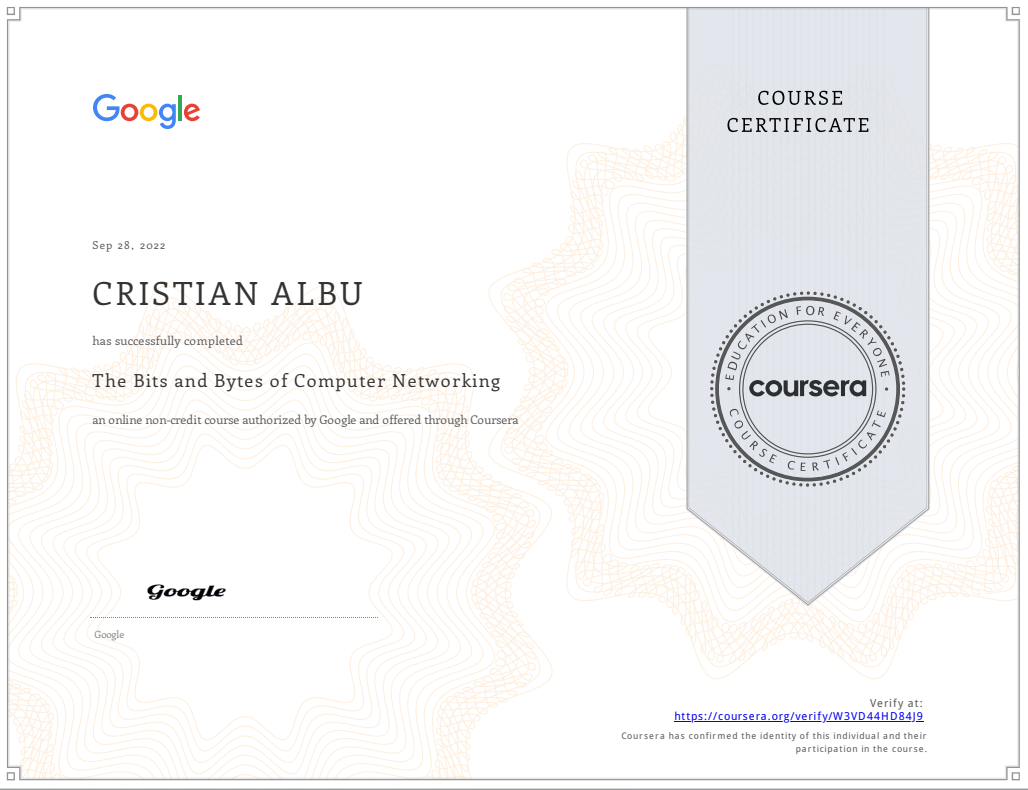 Google
COURSE
CERTIFICATE
Sep 28, 2022
CRISTIAN ALBU
has successfully completed
The Bits and Bytes of Computer Networking
an online non-credit course authorized by Google and offered through Coursera
EDUCATION FOR EVERYONE
coursera
COURSE CERTIFICATE
Google
Google
Verify at:
https://coursera.org/verify/W3VD44HD84J9
Coursera has confirmed the identity of this individual and their
participation in the course.